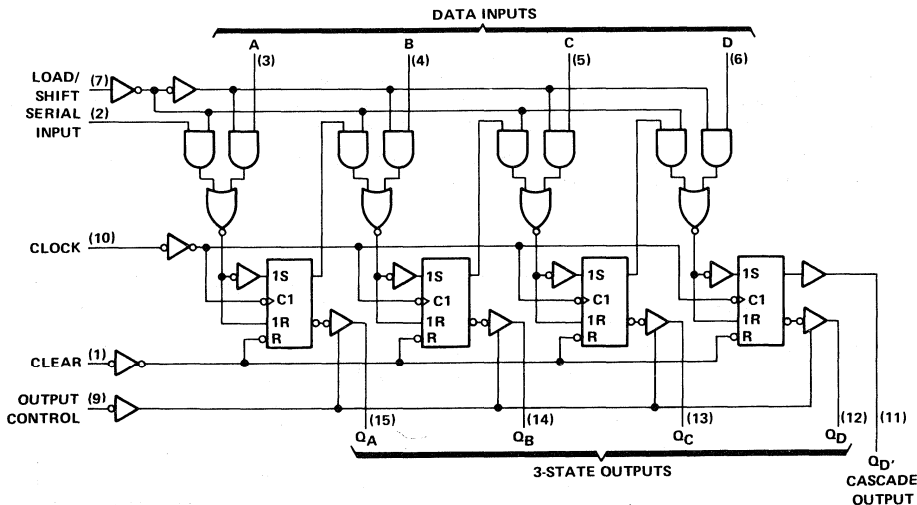 DATA INPUTS
A
(3)
B
(4)
C
(5)
D
(6)
LOAD/
SHIFT
(7)
SERIAL
INPUT
(2)
CLOCK
(10)
1S
C1
1R
R
1S
C1
1R
R
1S
C1
1R
R
1S
C1
1R
R
CLEAR
(1)
OUTPUT
CONTROL
(9)
(15)
QA
(14)
QB
(13)
QC
(12)
QD
(11)
QD'
CASCADE
OUTPUT
3-STATE OUTPUTS